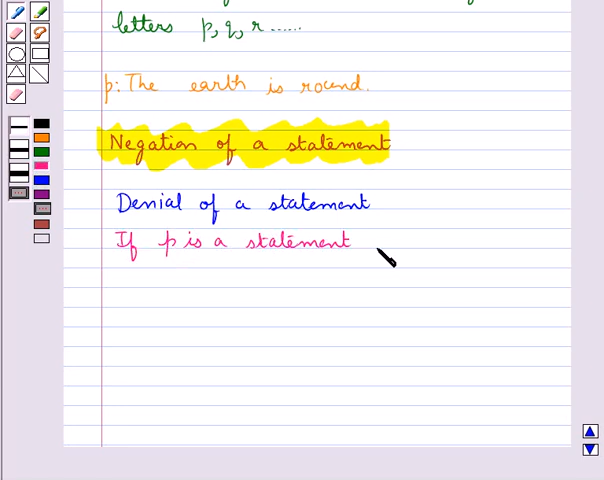 letters p, q, r ......
p: The earth is round.
Negation of a statement
Denial of a statement
If p is a statement